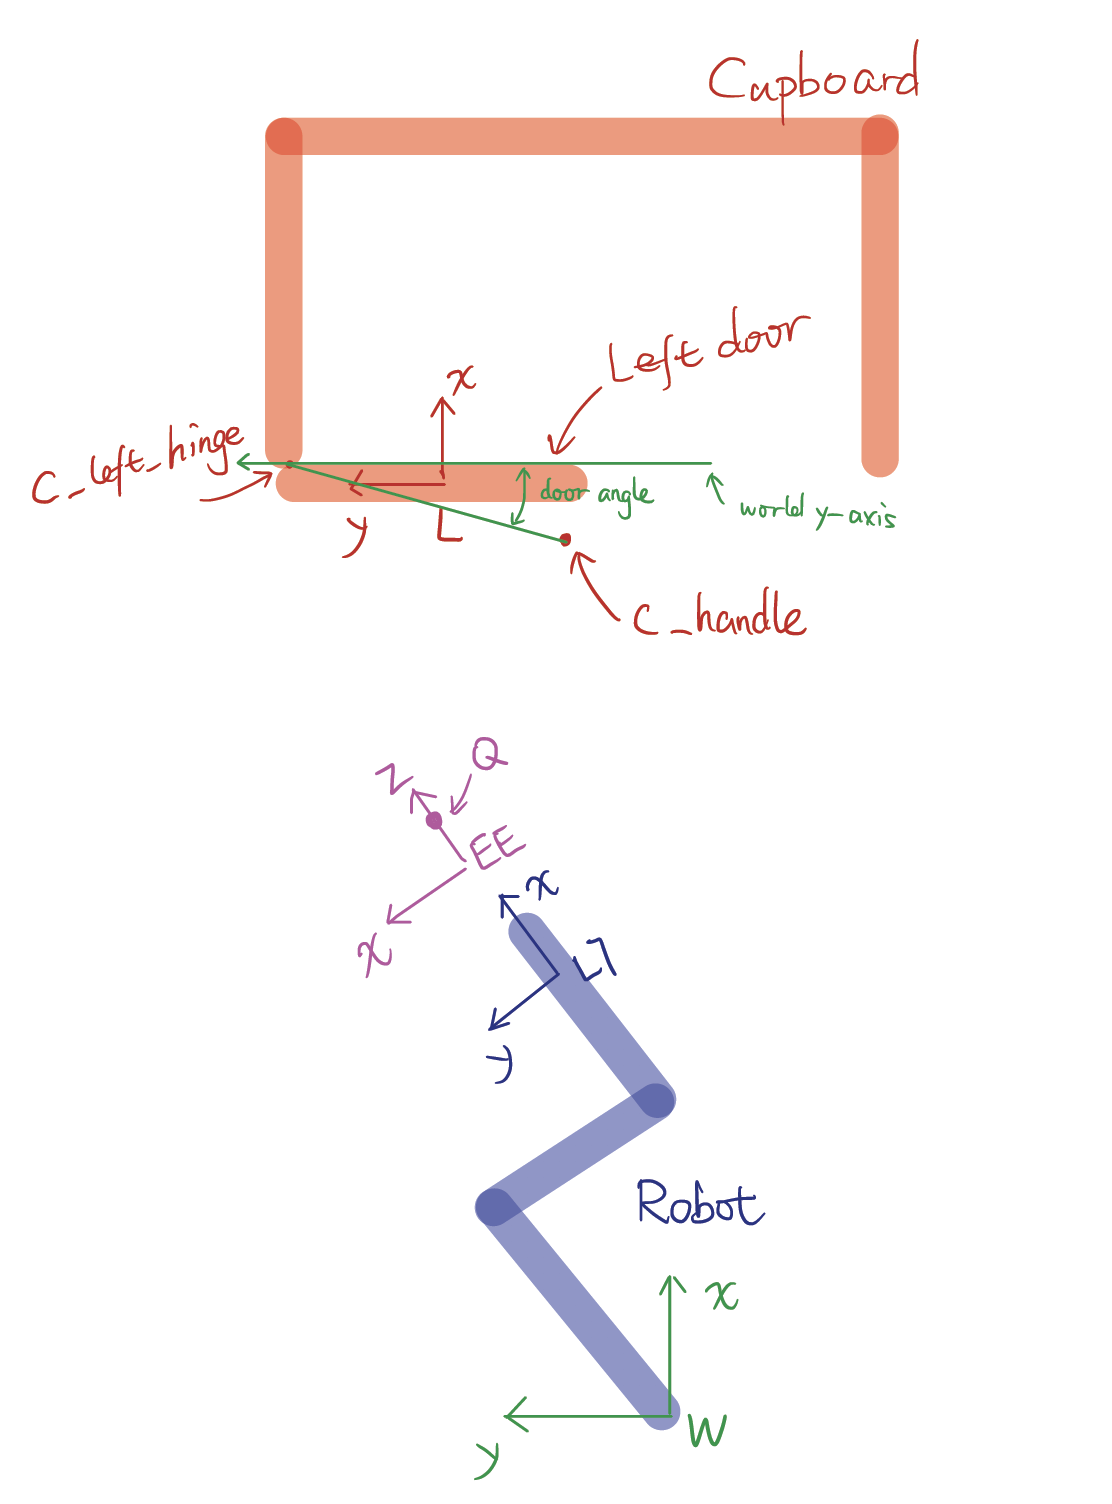 Cupboard
Left door
x
C_left_hinge
door angle
world y-axis
y
L
C_handle
Q
z
EE
x
x
L7
y
Robot
x
W
y